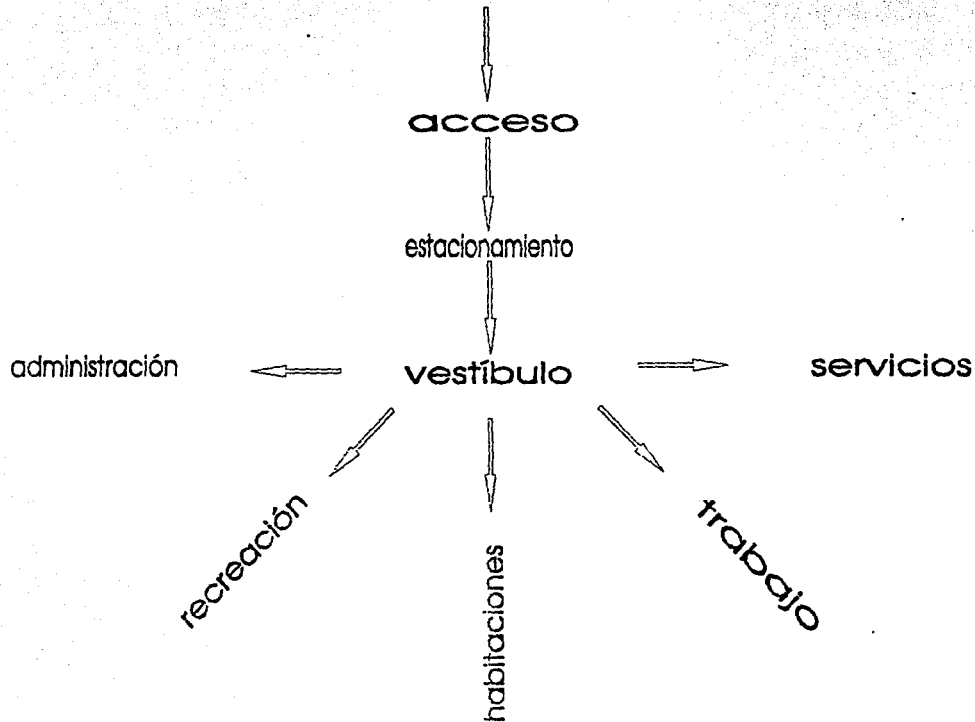 acceso
estacionamiento
administración
vestíbulo
servicios
recreación
habitaciones
trabajo